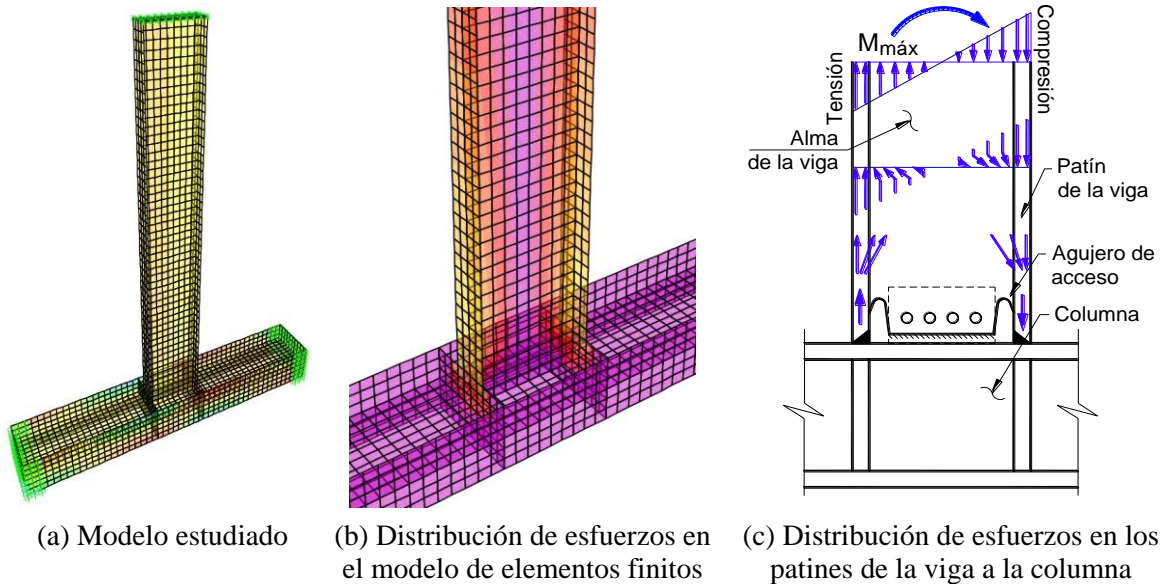 Mmáx
Tensión
Compresión
Alma
de la viga
Patín
de la viga
Agujero de
acceso
Columna
(a) Modelo estudiado
(b) Distribución de esfuerzos en
el modelo de elementos finitos
(c) Distribución de esfuerzos en los
patines de la viga a la columna